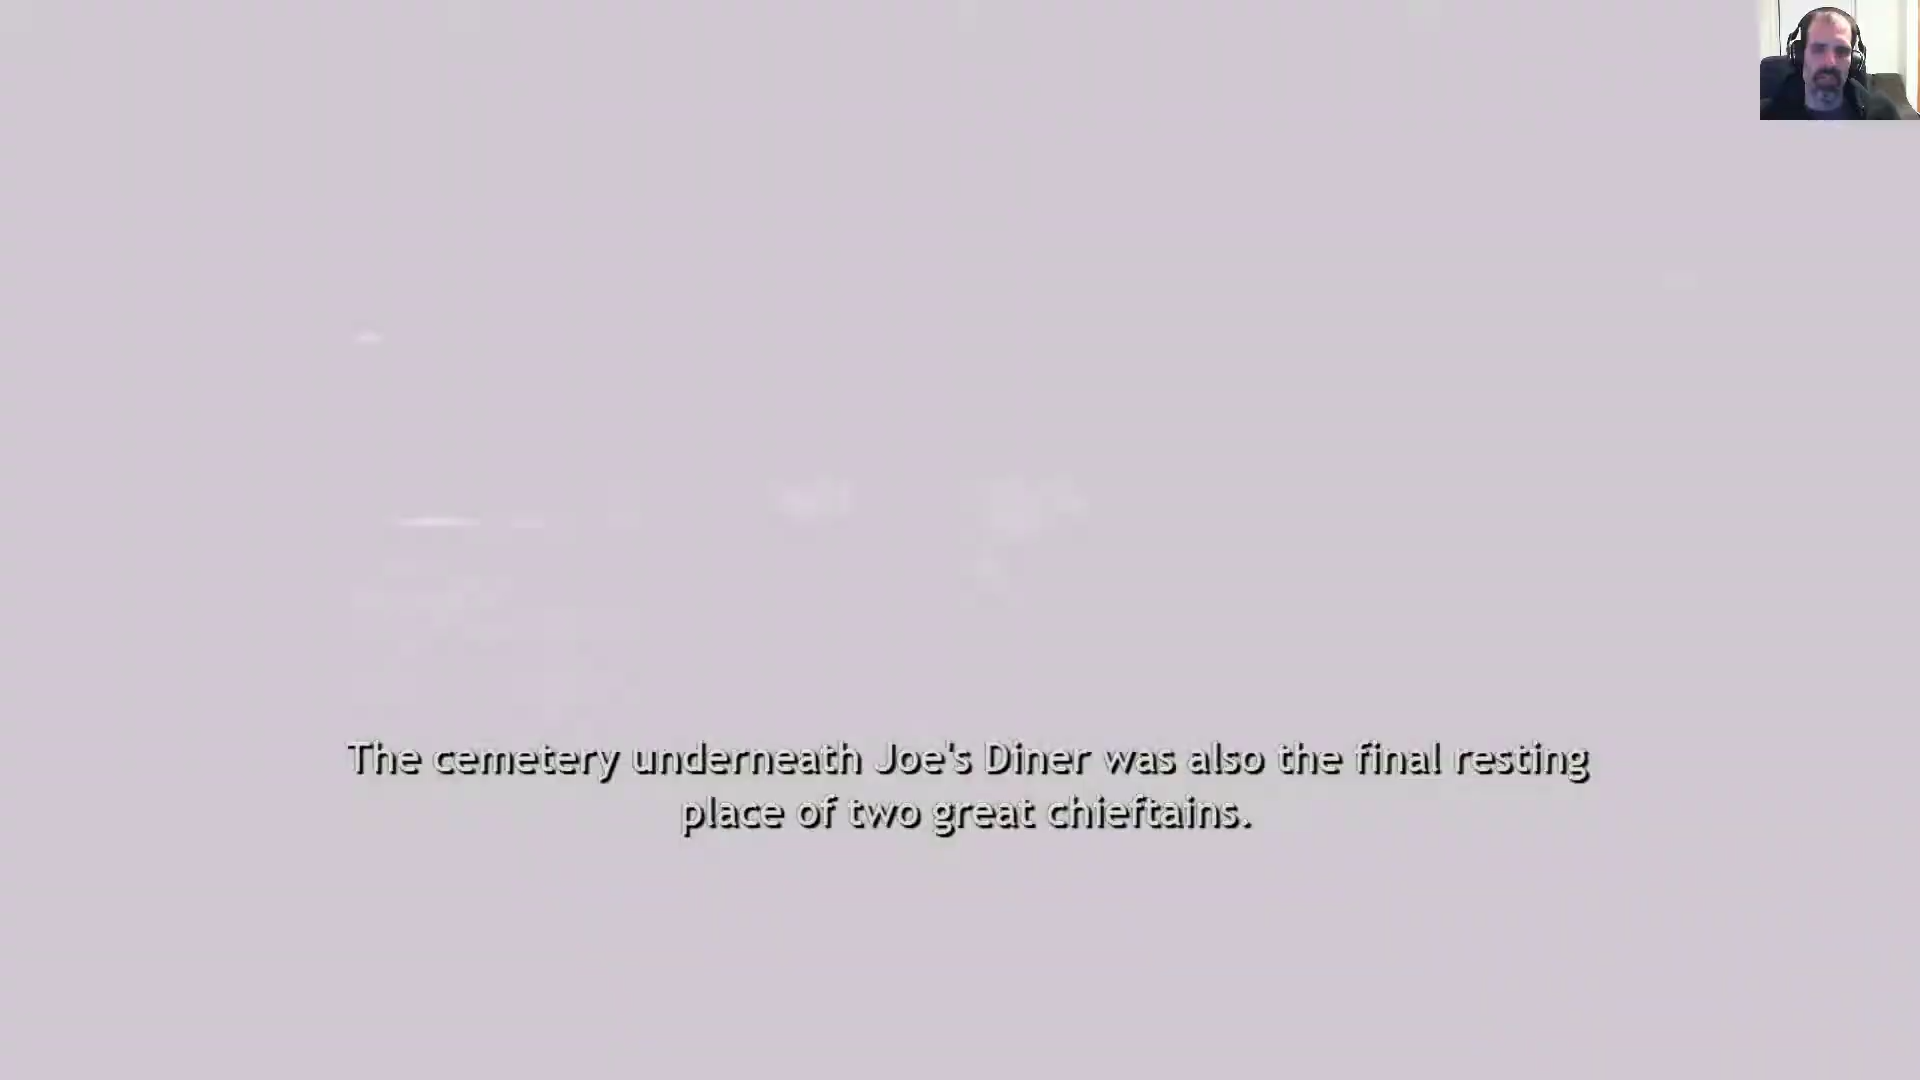 The cemetery underneath Joe's Diner was also the final resting
place of two great chieftains.